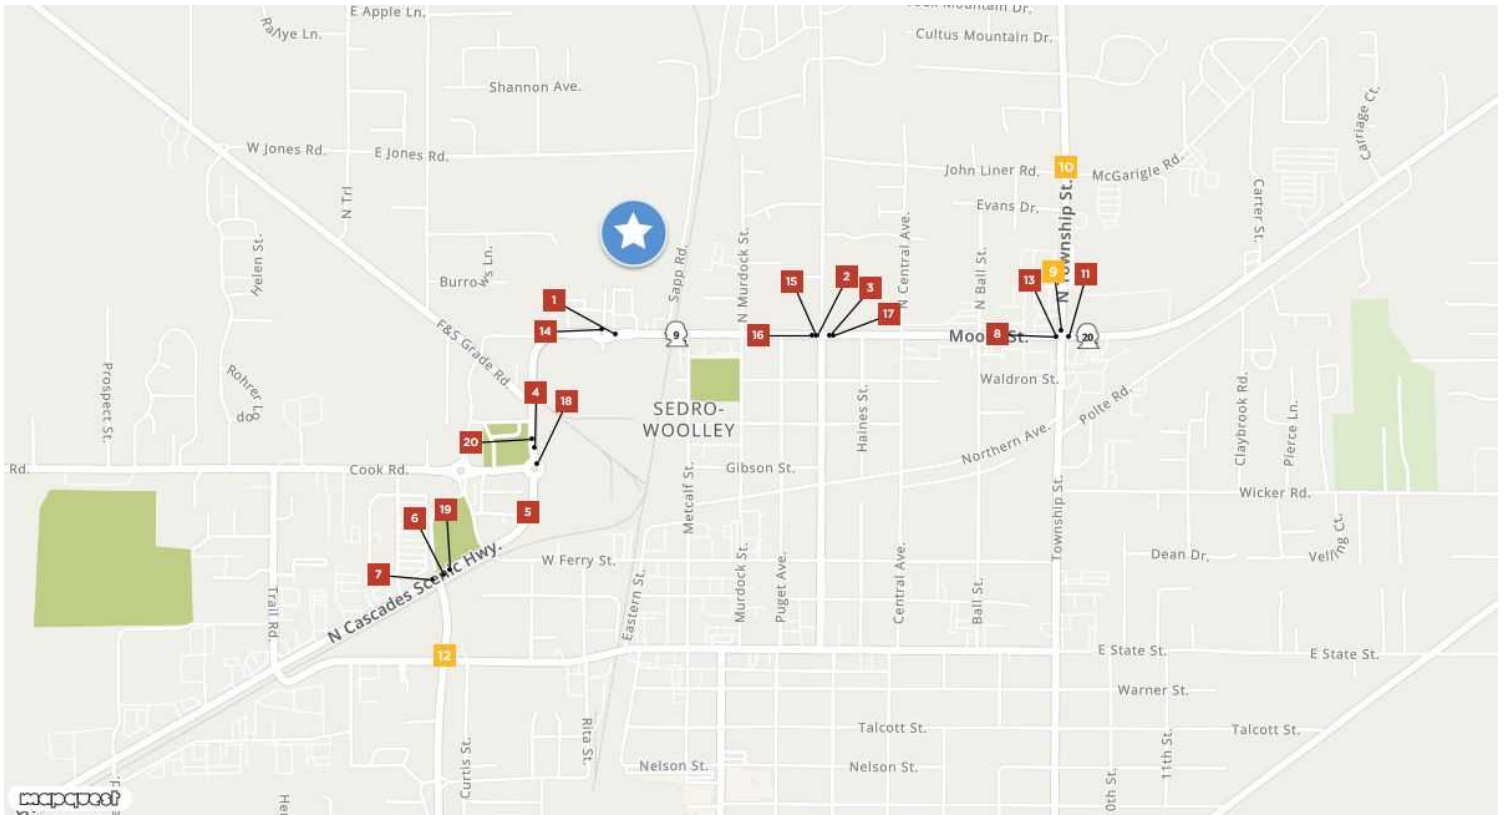 E Apple Ln.
Cultus Mountain Dr.
Shannon Ave.
W Jones Rd.
E Jones Rd.
N Trl
John Liner Rd.
10
McGarigle Rd.
Carriage Ct.
Evans Dr.
N Township St.
Carter St.
Helen St.
Burrows Ln.
Sapp Rd.
N Murdock St.
N Central Ave.
N Ball St.
1
14
9
15
2
3
17
16
13
9
11
8
Moore St.
20
F&S Grade Rd.
Prospect St.
Rohrer Lo
do
4
18
20
SEDRO-
WOOLLEY
Haines St.
Waldron St.
Polte Rd.
Northern Ave.
Claybrook Rd.
Pierce Ln.
Rd.
Cook Rd.
Gibson St.
Metcalf St.
Wicker Rd.
6
19
5
7
N Cascades Scenic Hwy.
W Ferry St.
Township St.
Dean Dr.
Trail Rd.
Eastern St.
Murdock St.
Puget Ave.
Central Ave.
Ball St.
12
E State St.
E State St.
Warner St.
Talcott St.
Talcott St.
Curtis St.
Rita St.
Nelson St.
Nelson St.
11th St.
0th St.
mapquest